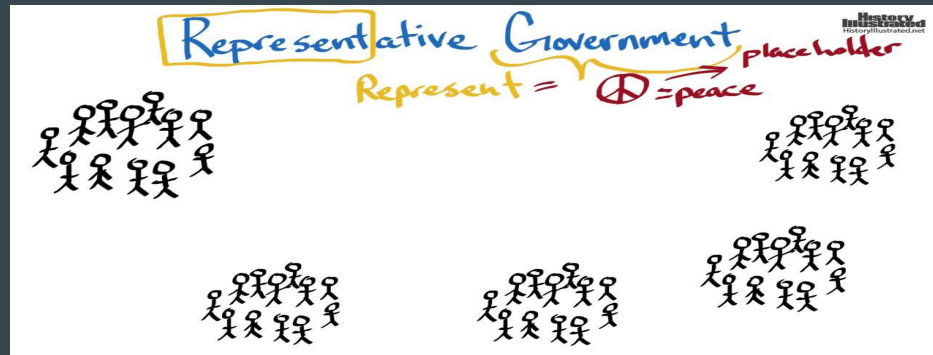 Representative Government
History
Illustrated
HistoryIllustrated.net
placeholder
Represent = ☮ = peace